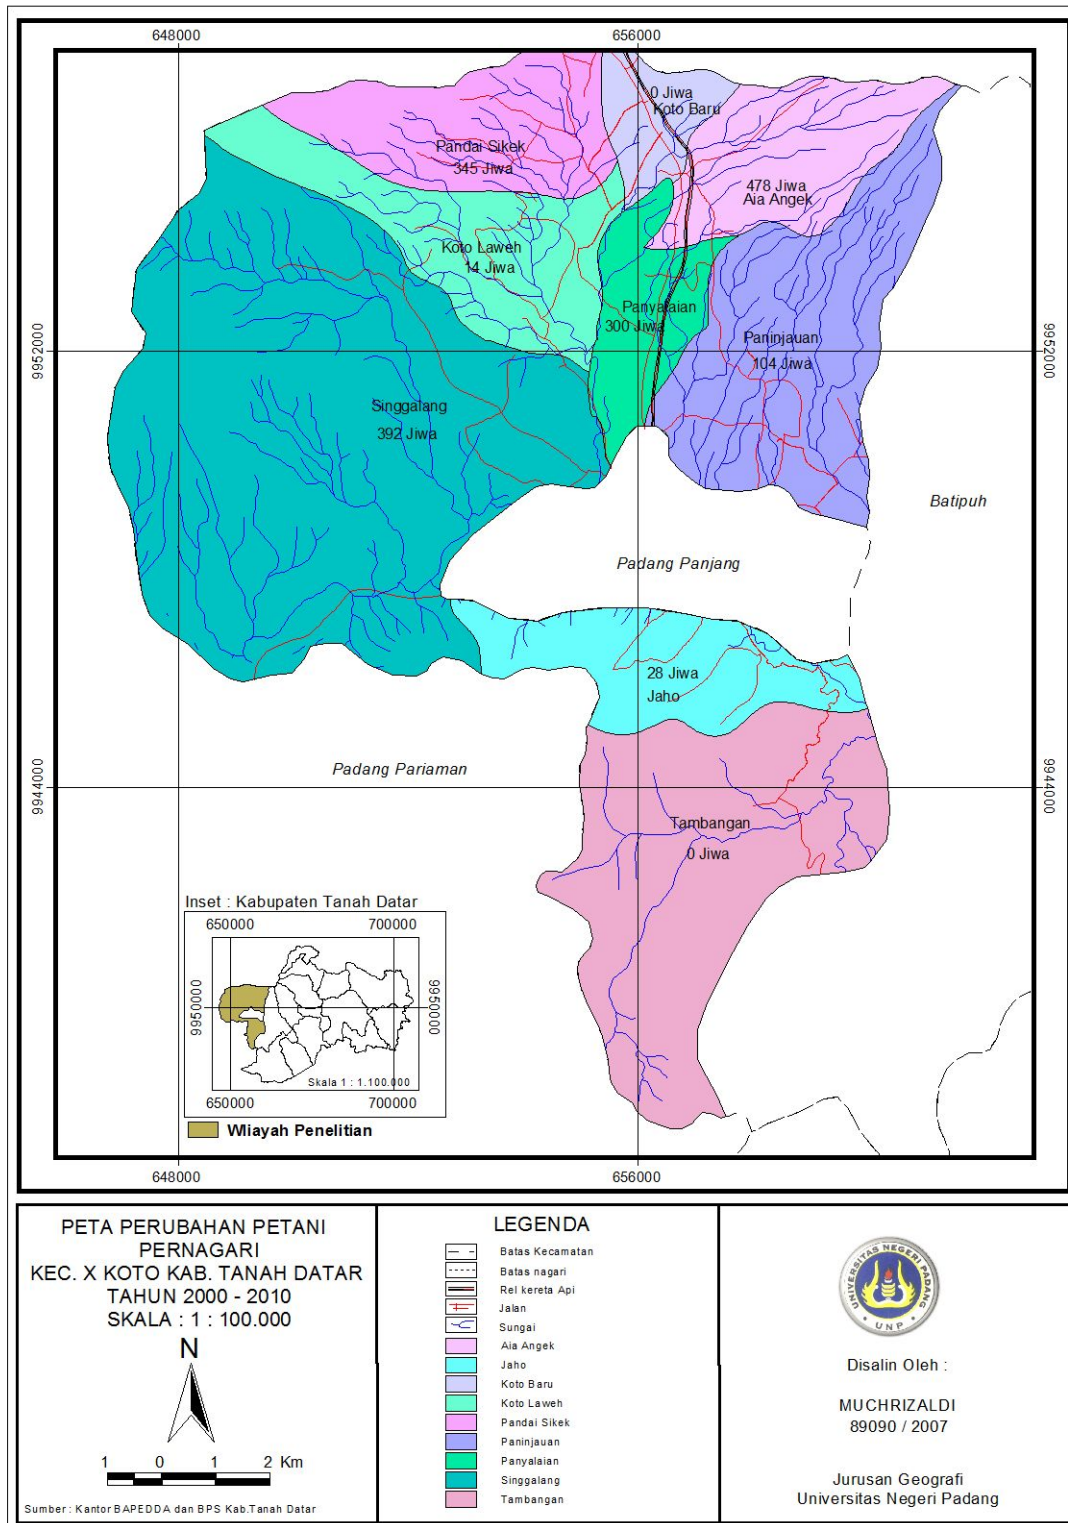 648000
656000
0 Jiwa
Koto Baru
Pandai Sikek
345 Jiwa
478 Jiwa
Aia Angek
Koto Laweh
14 Jiwa
Panyalaian
300 Jiwa
Paninjauan
104 Jiwa
9952000
9952000
Singgalang
392 Jiwa
Batipuh
Padang Panjang
28 Jiwa
Jaho
Padang Pariaman
9944000
9944000
Tambangan
0 Jiwa
Inset : Kabupaten Tanah Datar
650000
700000
9950000
9950000
Skala 1 : 1.100.000
650000
700000
Wliayah Penelitian
648000
656000
PETA PERUBAHAN PETANI
PERNAGARI
KEC. X KOTO KAB. TANAH DATAR
TAHUN 2000 - 2010
SKALA : 1 : 100.000
N
1 0 1 2 Km
Sumber : Kantor BAPEDDA dan BPS Kab.Tanah Datar
LEGENDA
Batas Kecamatan
Batas nagari
Rel kereta Api
Jalan
Sungai
Aia Angek
Jaho
Koto Baru
Koto Laweh
Pandai Sikek
Paninjauan
Panyalaian
Singgalang
Tambangan
UNIVERSITAS NEGERI PADANG
UNP
Disalin Oleh :
MUCHRIZALDI
89090 / 2007
Jurusan Geografi
Universitas Negeri Padang